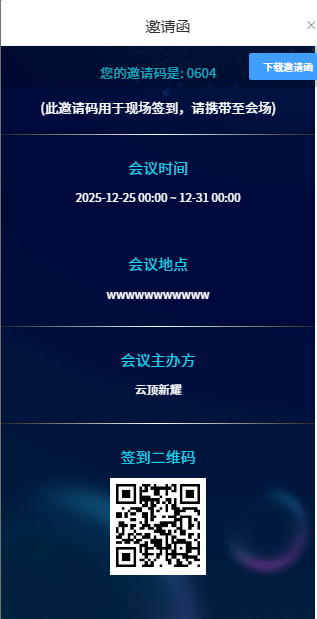 邀请函
×
您的邀请码是: 0604
下载邀请函
(此邀请码用于现场签到，请携带至会场)
会议时间
2025-12-25 00:00 ~ 12-31 00:00
会议地点
wwwwwwwwwww
会议主办方
云顶新耀
签到二维码